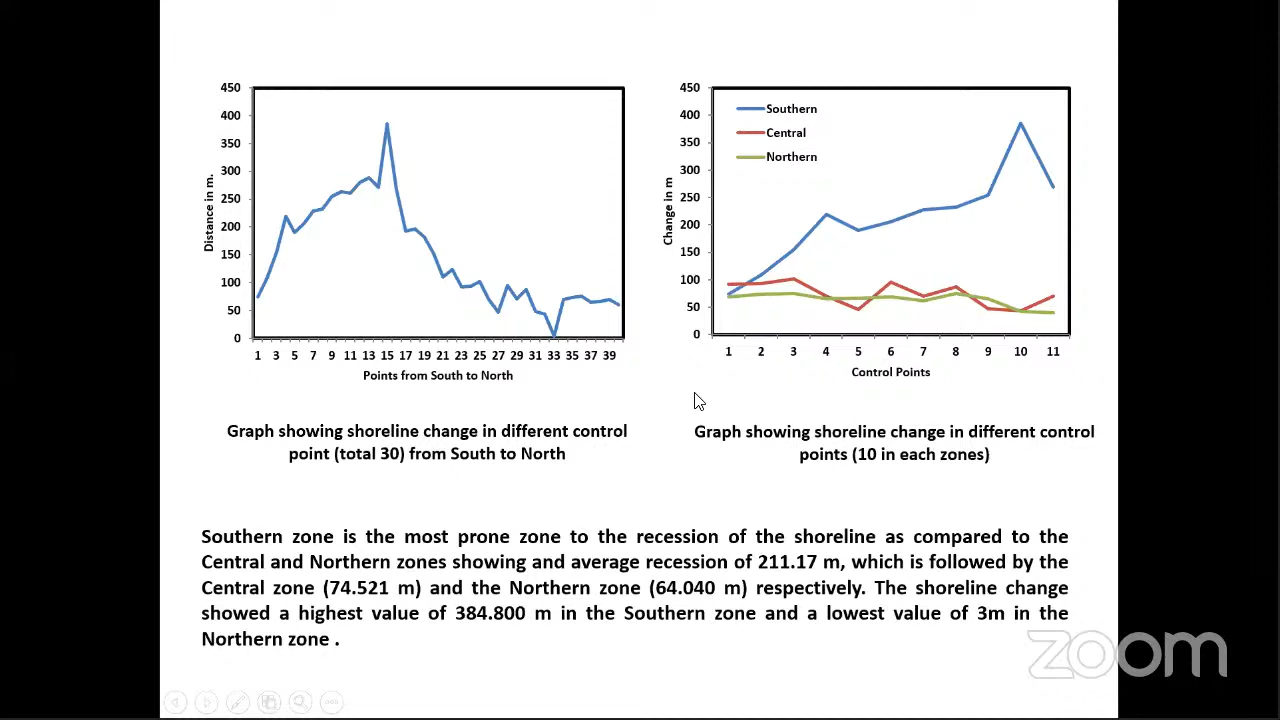 450
400
350
300
250
200
150
100
50
0
Distance in m.
1 3 5 7 9 11 13 15 17 19 21 23 25 27 29 31 33 35 37 39
Points from South to North
Graph showing shoreline change in different control
point (total 30) from South to North
450
400
350
300
250
200
150
100
50
0
Change in m
Southern
Central
Northern
1 2 3 4 5 6 7 8 9 10 11
Control Points
Graph showing shoreline change in different control
points (10 in each zones)
Southern zone is the most prone zone to the recession of the shoreline as compared to the
Central and Northern zones showing and average recession of 211.17 m, which is followed by the
Central zone (74.521 m) and the Northern zone (64.040 m) respectively. The shoreline change
showed a highest value of 384.800 m in the Southern zone and a lowest value of 3m in the
Northern zone .
zoom